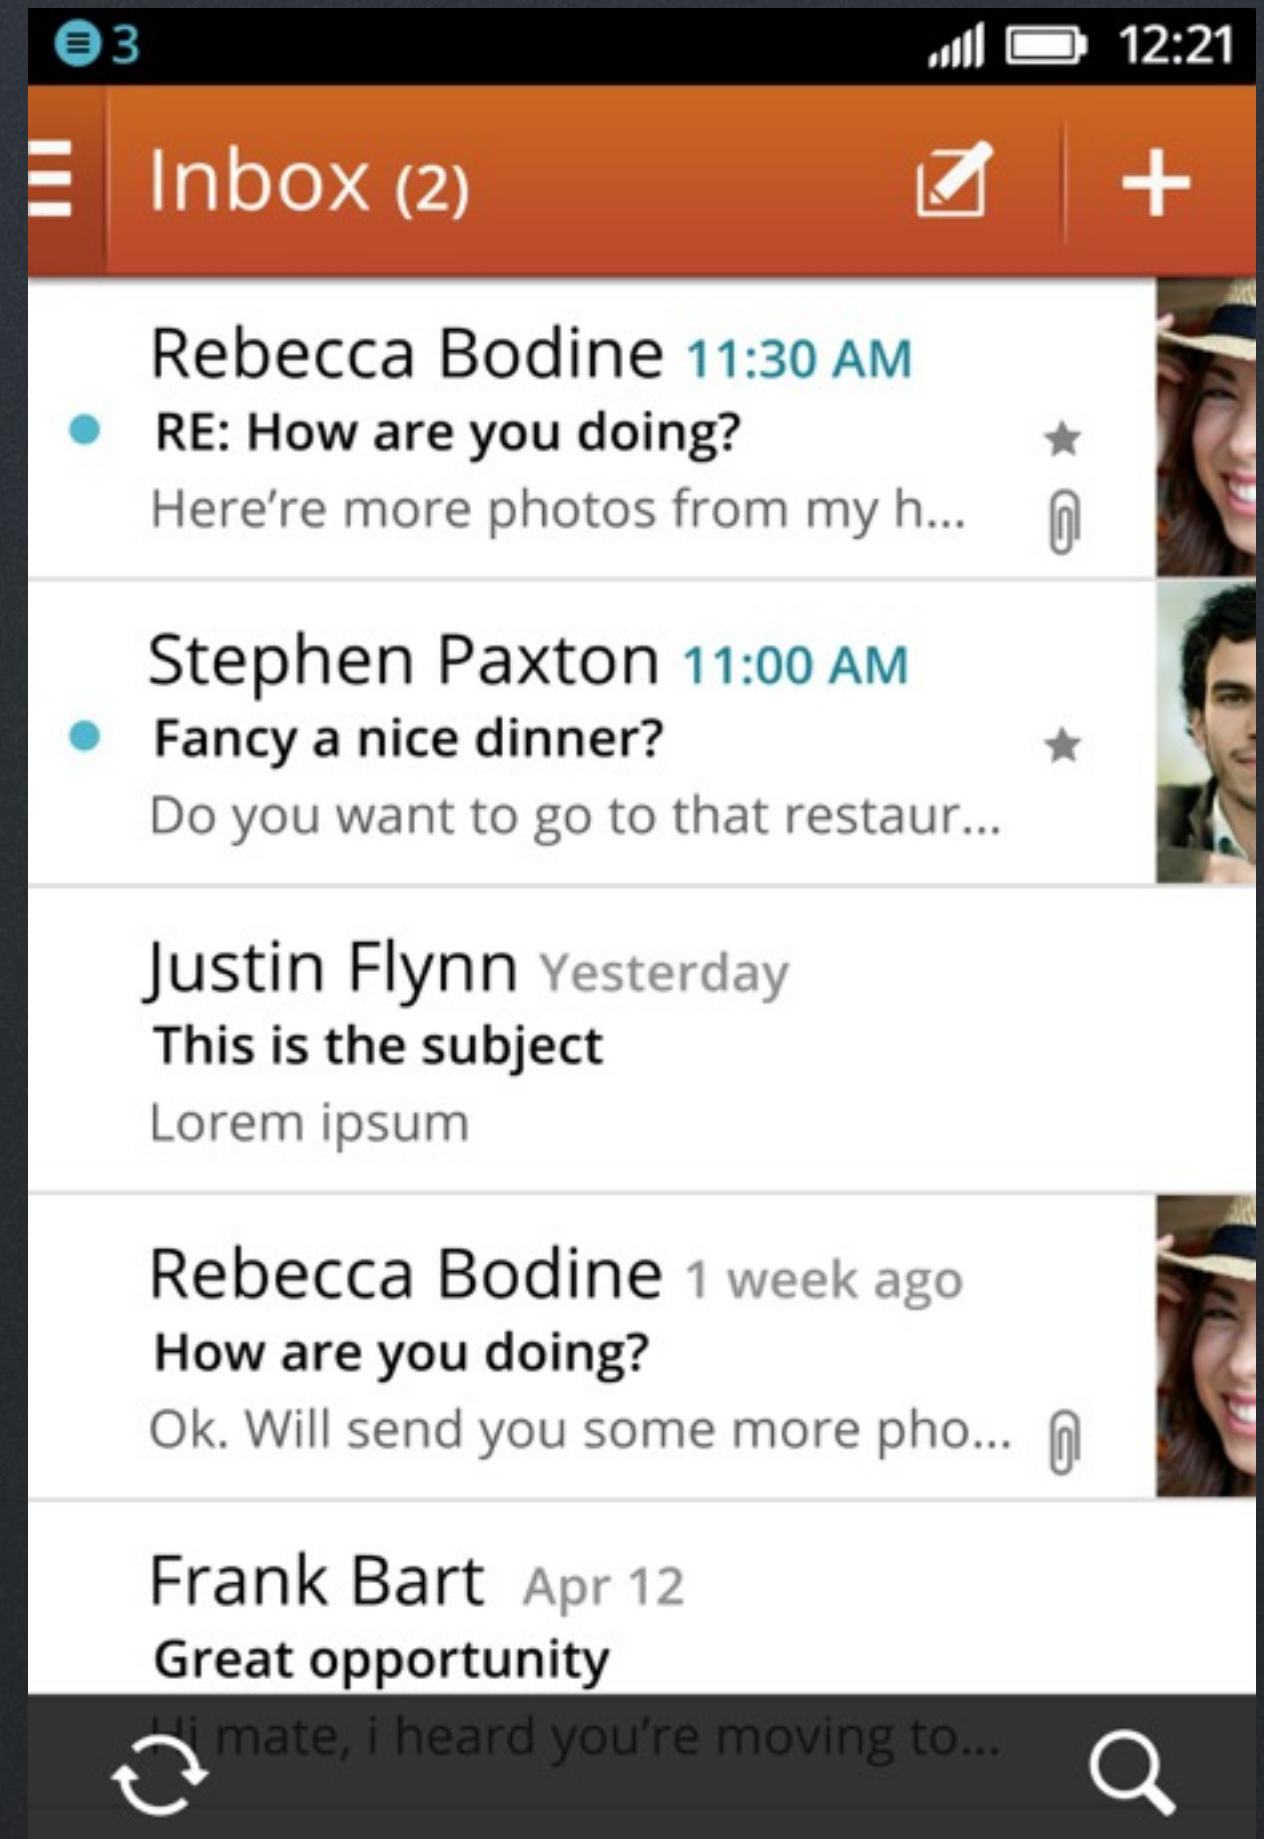 3 12:21
Inbox (2)
Rebecca Bodine 11:30 AM
RE: How are you doing?
Here’re more photos from my h...
Stephen Paxton 11:00 AM
Fancy a nice dinner?
Do you want to go to that restaur...
Justin Flynn Yesterday
This is the subject
Lorem ipsum
Rebecca Bodine 1 week ago
How are you doing?
Ok. Will send you some more pho...
Frank Bart Apr 12
Great opportunity
Hi mate, i heard you’re moving to...